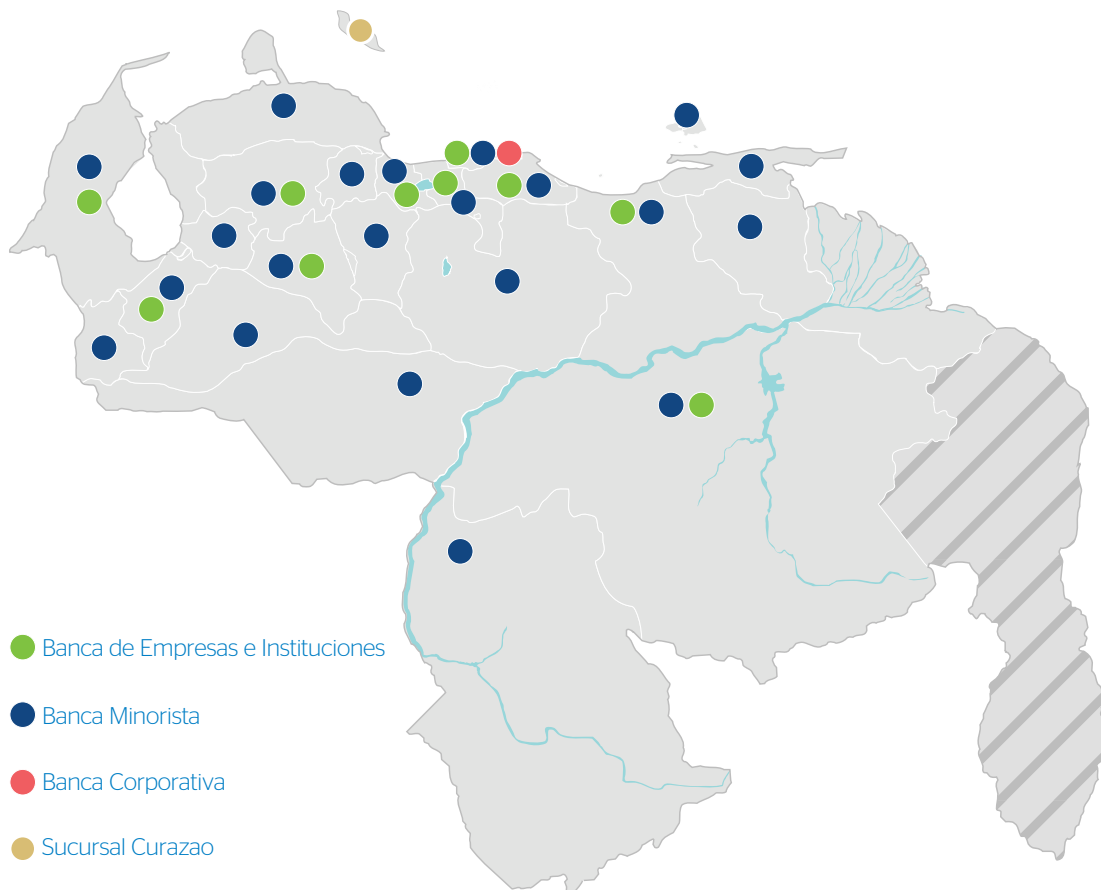 Banca de Empresas e Instituciones
Banca Minorista
Banca Corporativa
Sucursal Curazao